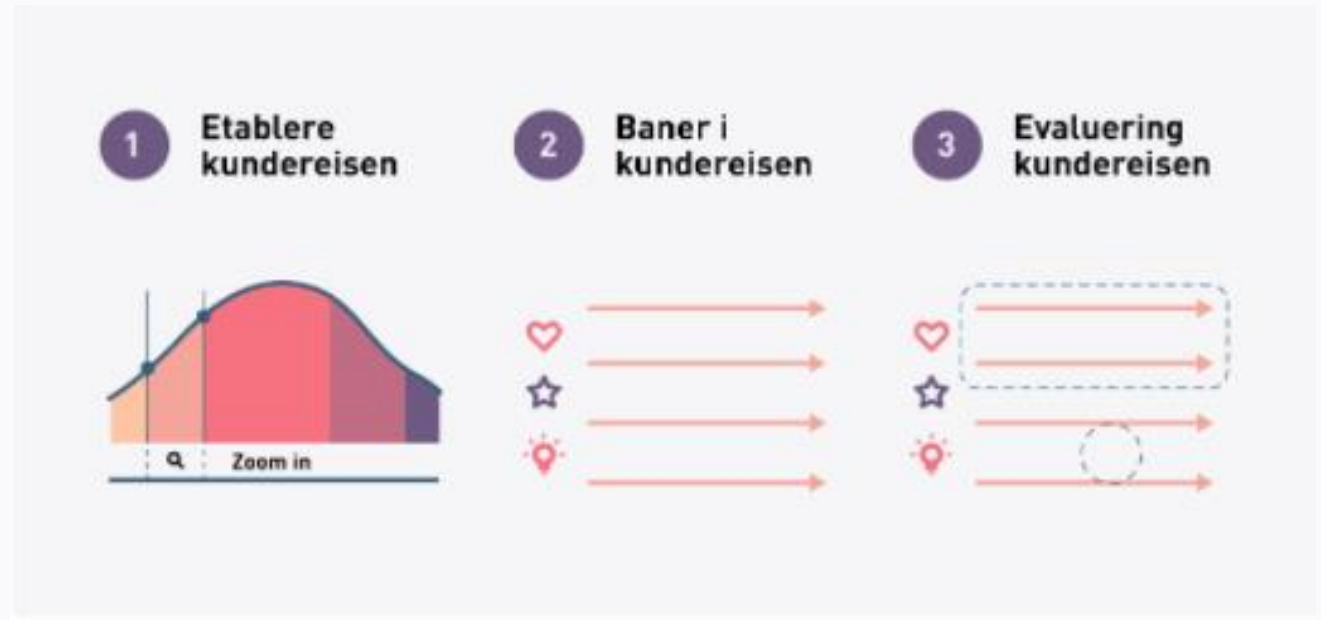 1
Etablere
kundereisen
2
Baner i
kundereisen
3
Evaluering
kundereisen
Zoom in